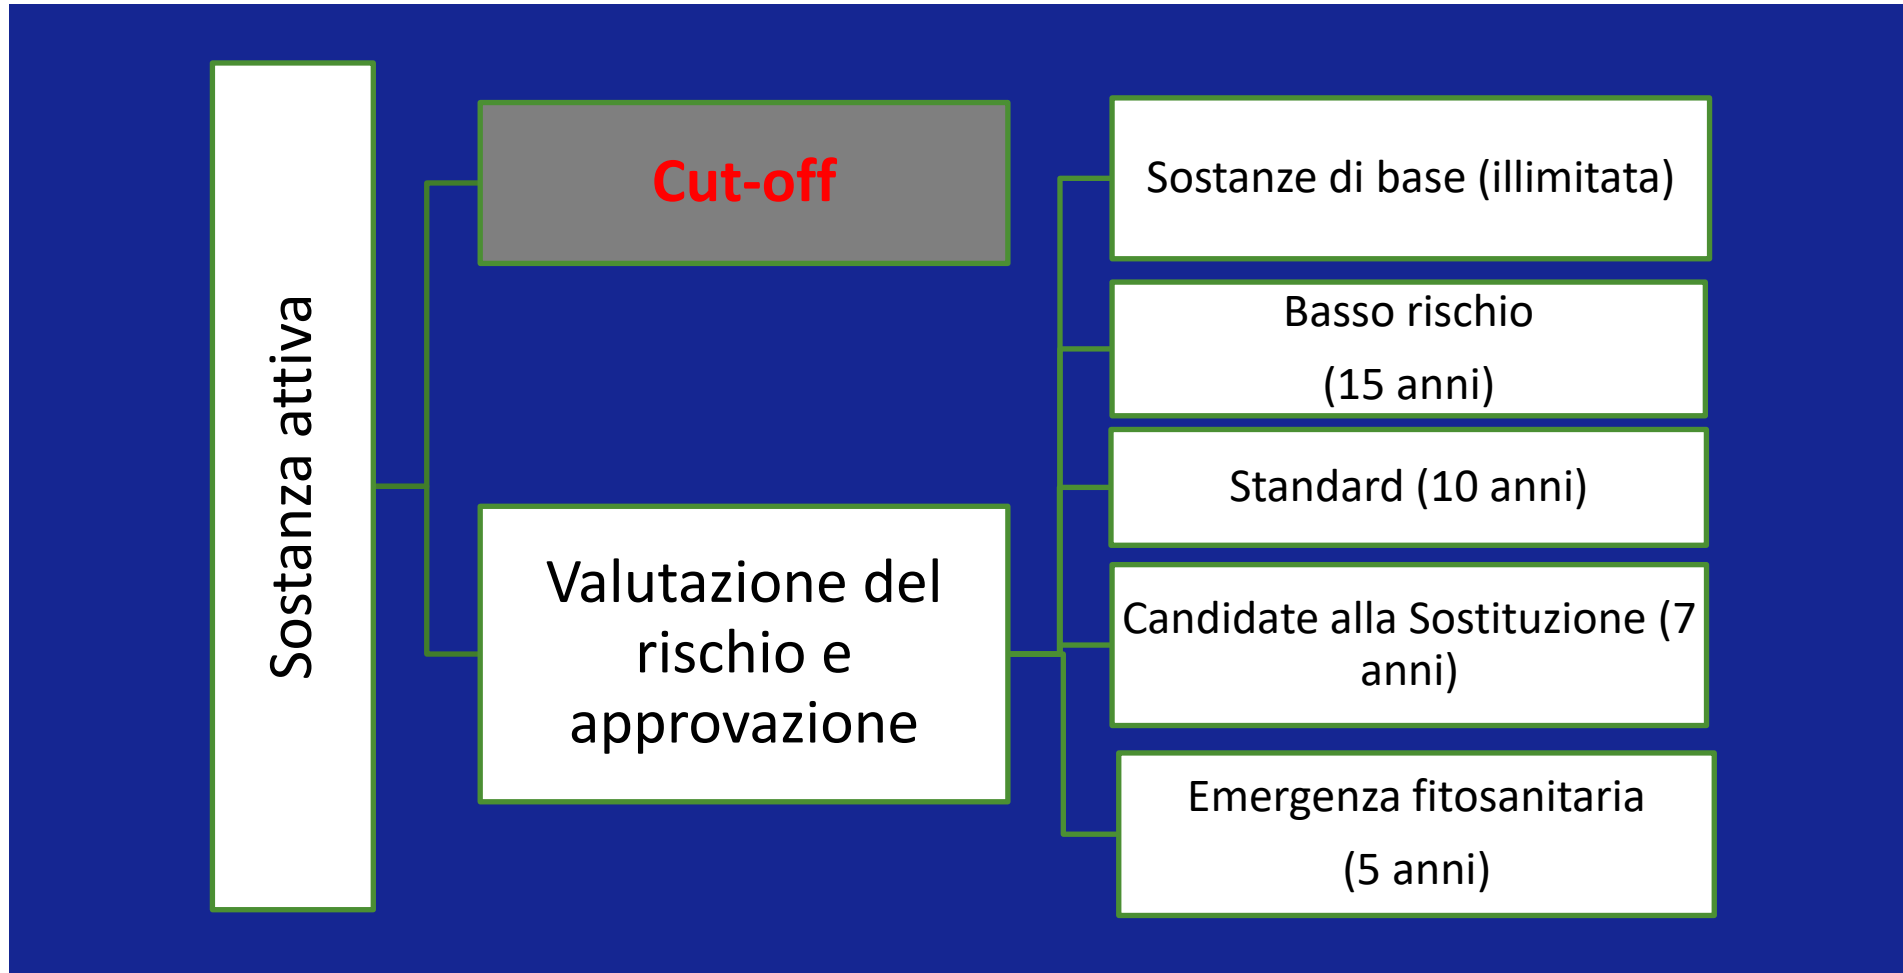 Sostanza attiva
Cut-off
Valutazione del
rischio e
approvazione
Sostanze di base (illimitata)
Basso rischio
(15 anni)
Standard (10 anni)
Candidate alla Sostituzione (7
anni)
Emergenza fitosanitaria
(5 anni)